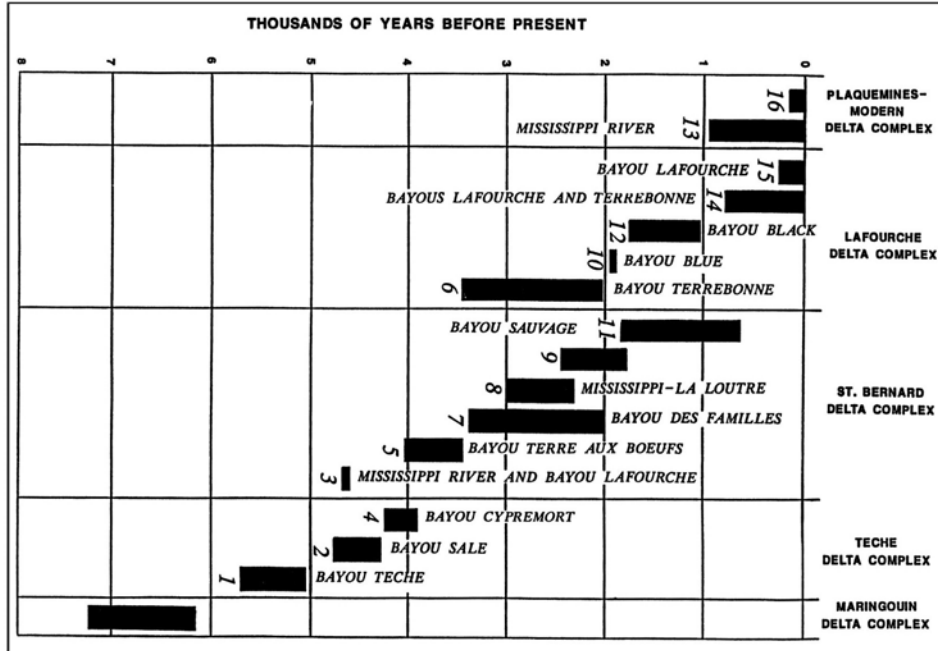 THOUSANDS OF YEARS BEFORE PRESENT
8 7 6 5 4 3 2 1 0
16
PLAQUEMINES-
MODERN
DELTA COMPLEX
MISSISSIPPI RIVER 13
BAYOU LAFOURCHE 15
BAYOUS LAFOURCHE AND TERREBONNE 14
12 BAYOU BLACK
LAFOURCHE
DELTA COMPLEX
10 BAYOU BLUE
6 BAYOU TERREBONNE
BAYOU SAUVAGE 11
9
8 MISSISSIPPI-LA LOUTRE
ST. BERNARD
DELTA COMPLEX
7 BAYOU DES FAMILLES
5 BAYOU TERRE AUX BOEUFS
3 MISSISSIPPI RIVER AND BAYOU LAFOURCHE
4 BAYOU CYPREMORT
2 BAYOU SALE
TECHE
DELTA COMPLEX
1 BAYOU TECHE
MARINGOUIN
DELTA COMPLEX